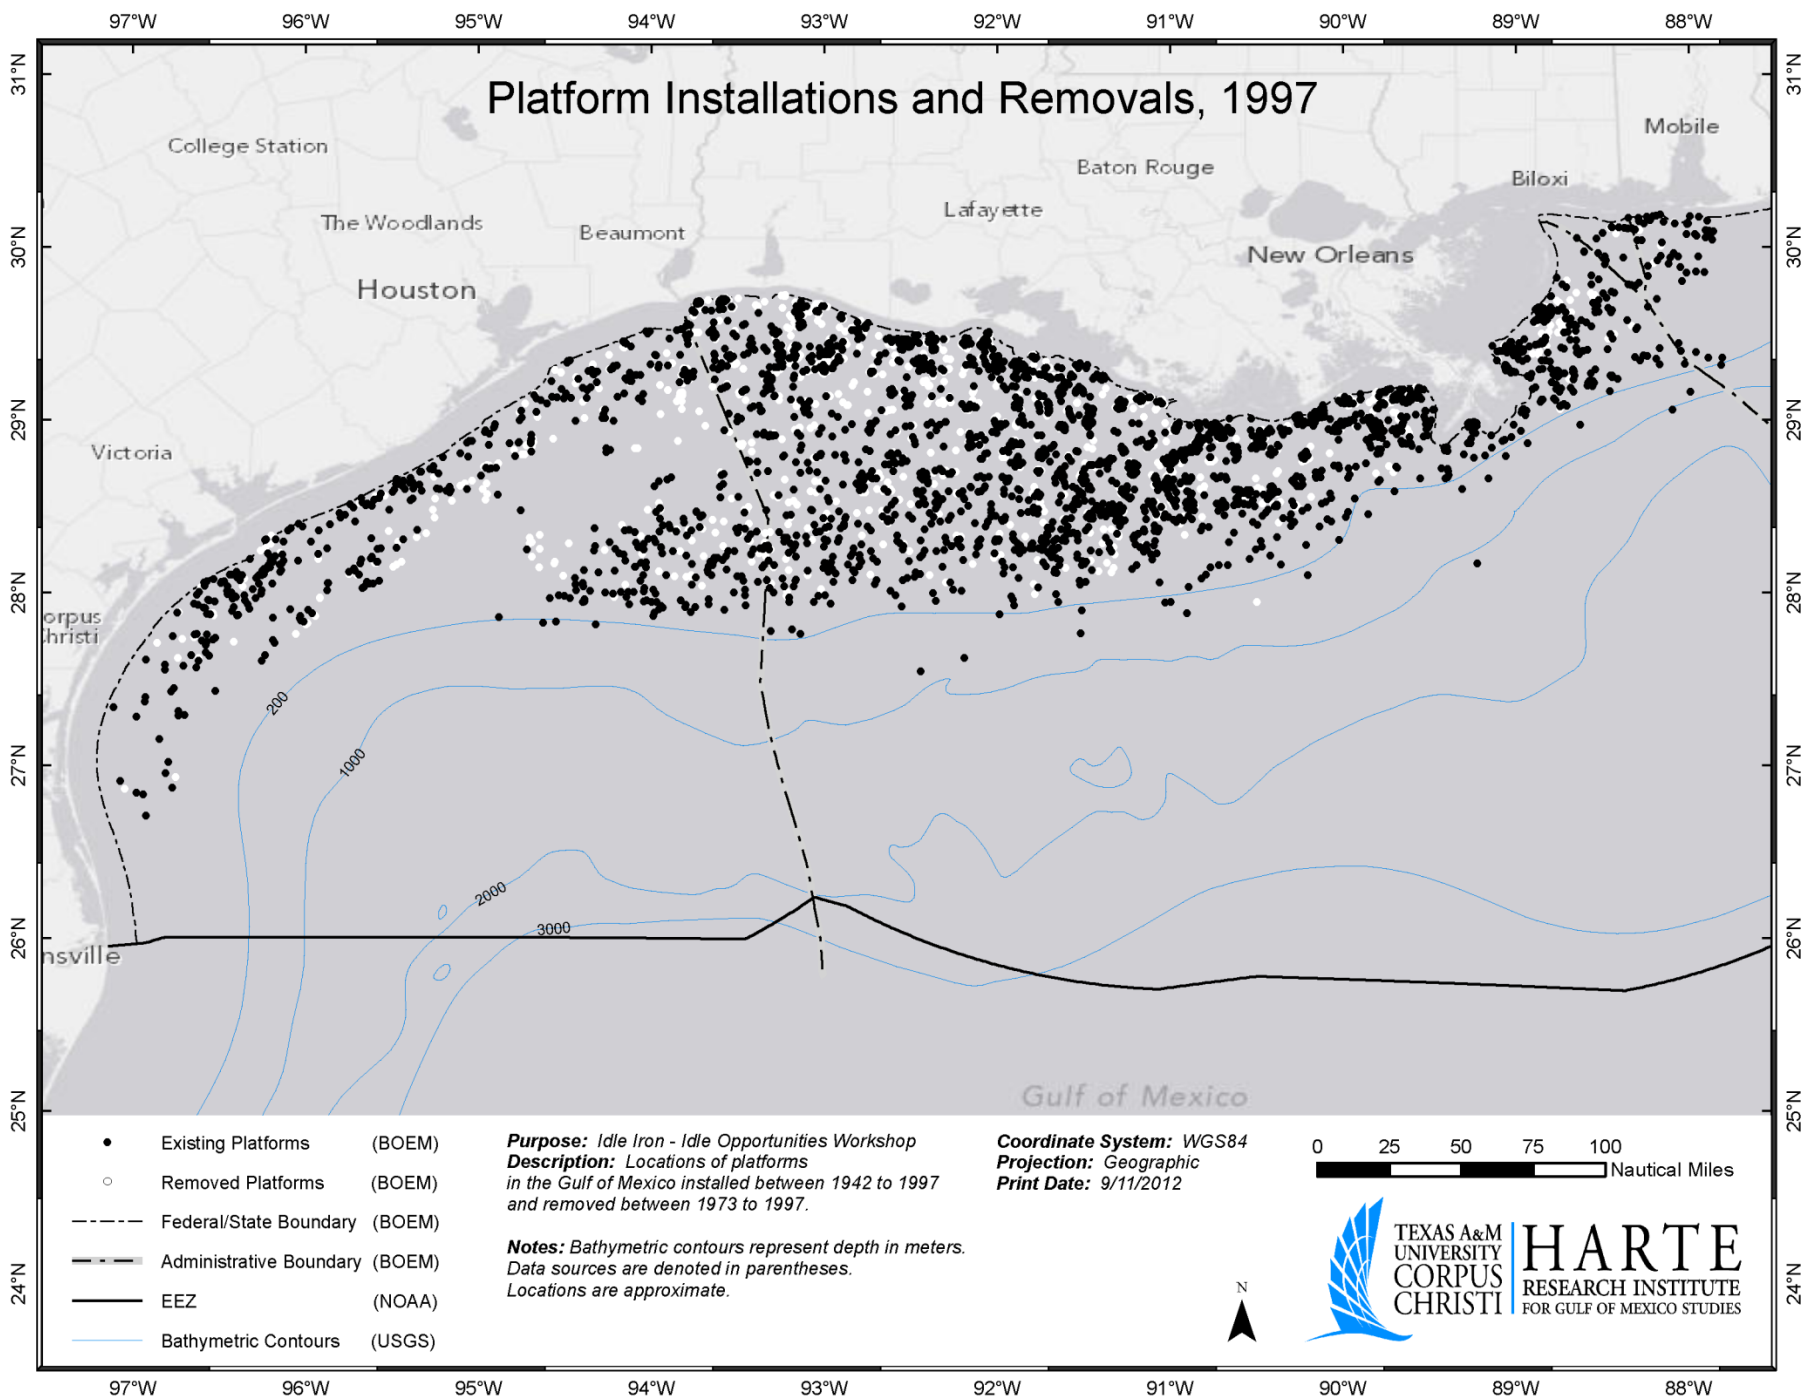 97°W 96°W 95°W 94°W 93°W 92°W 91°W 90°W 89°W 88°W
31°N 31°N
Platform Installations and Removals, 1997
Mobile
College Station
Baton Rouge
Biloxi
Lafayette
The Woodlands
Beaumont
30°N 30°N
New Orleans
Houston
29°N 29°N
Victoria
28°N 28°N
orpus
Christi
200
1000
27°N 27°N
2000
3000
26°N 26°N
nsville
Gulf of Mexico
25°N 25°N
Existing Platforms (BOEM)
Removed Platforms (BOEM)
Federal/State Boundary (BOEM)
Administrative Boundary (BOEM)
EEZ (NOAA)
Bathymetric Contours (USGS)
Purpose: Idle Iron - Idle Opportunities Workshop
Description: Locations of platforms
in the Gulf of Mexico installed between 1942 to 1997
and removed between 1973 to 1997.
Notes: Bathymetric contours represent depth in meters.
Data sources are denoted in parentheses.
Locations are approximate.
Coordinate System: WGS84
Projection: Geographic
Print Date: 9/11/2012
0 25 50 75 100
Nautical Miles
N
TEXAS A&M
UNIVERSITY
CORPUS
CHRISTI
HARTE
RESEARCH INSTITUTE
FOR GULF OF MEXICO STUDIES
24°N 24°N
97°W 96°W 95°W 94°W 93°W 92°W 91°W 90°W 89°W 88°W